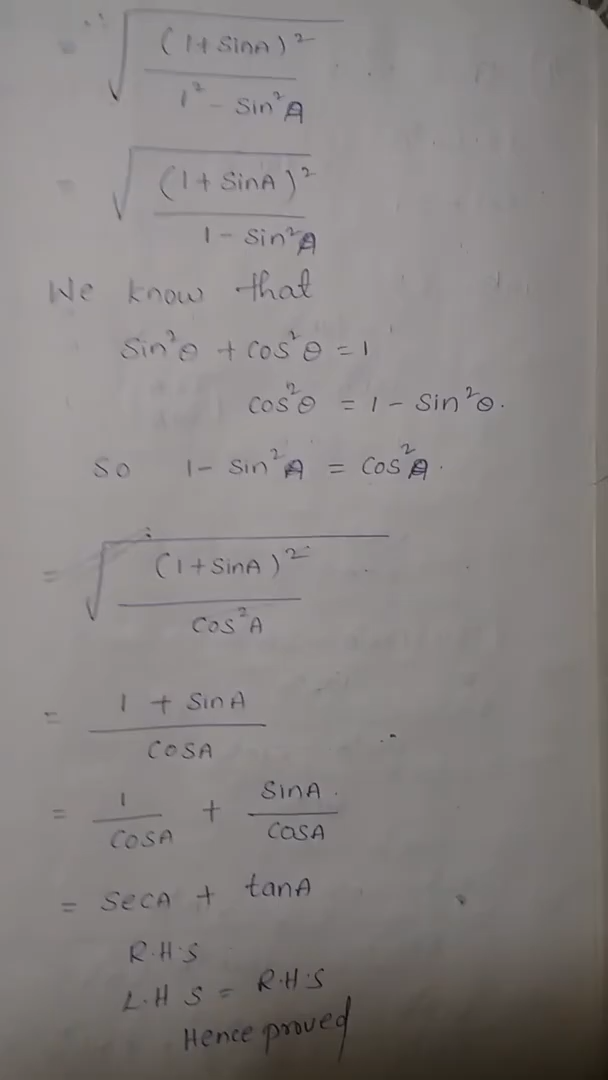 = √((1 + SinA)² / 1² - Sin²A)
= √((1 + SinA)² / 1 - Sin²A)
We know that
Sin²θ + cos²θ = 1
cos²θ = 1 - Sin²θ.
So 1 - Sin²A = Cos²A.
= √((1 + SinA)² / Cos²A)
= 1 + SinA / COSA
= 1 / COSA + SinA / COSA
= SecA + tanA
R.H.S
L.H S = R.H.S
Hence proved